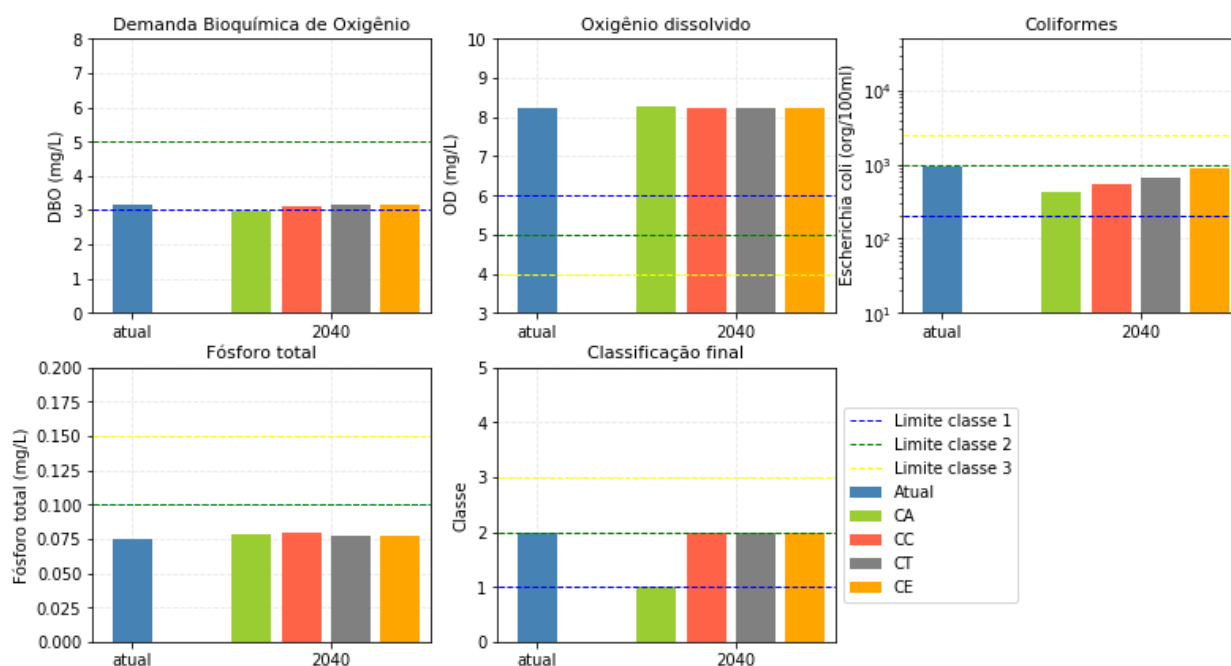 Demanda Bioquímica de Oxigênio
DBO (mg/L)
8
7
6
5
4
3
2
1
0
atual
2040
Oxigênio dissolvido
OD (mg/L)
10
9
8
7
6
5
4
3
atual
2040
Coliformes
Escherichia coli (org/100ml)
10⁴
10³
10²
10¹
atual
2040
Fósforo total
Fósforo total (mg/L)
0.200
0.175
0.150
0.125
0.100
0.075
0.050
0.025
0.000
atual
2040
Classificação final
Classe
5
4
3
2
1
0
atual
2040
Limite classe 1
Limite classe 2
Limite classe 3
Atual
CA
CC
CT
CE